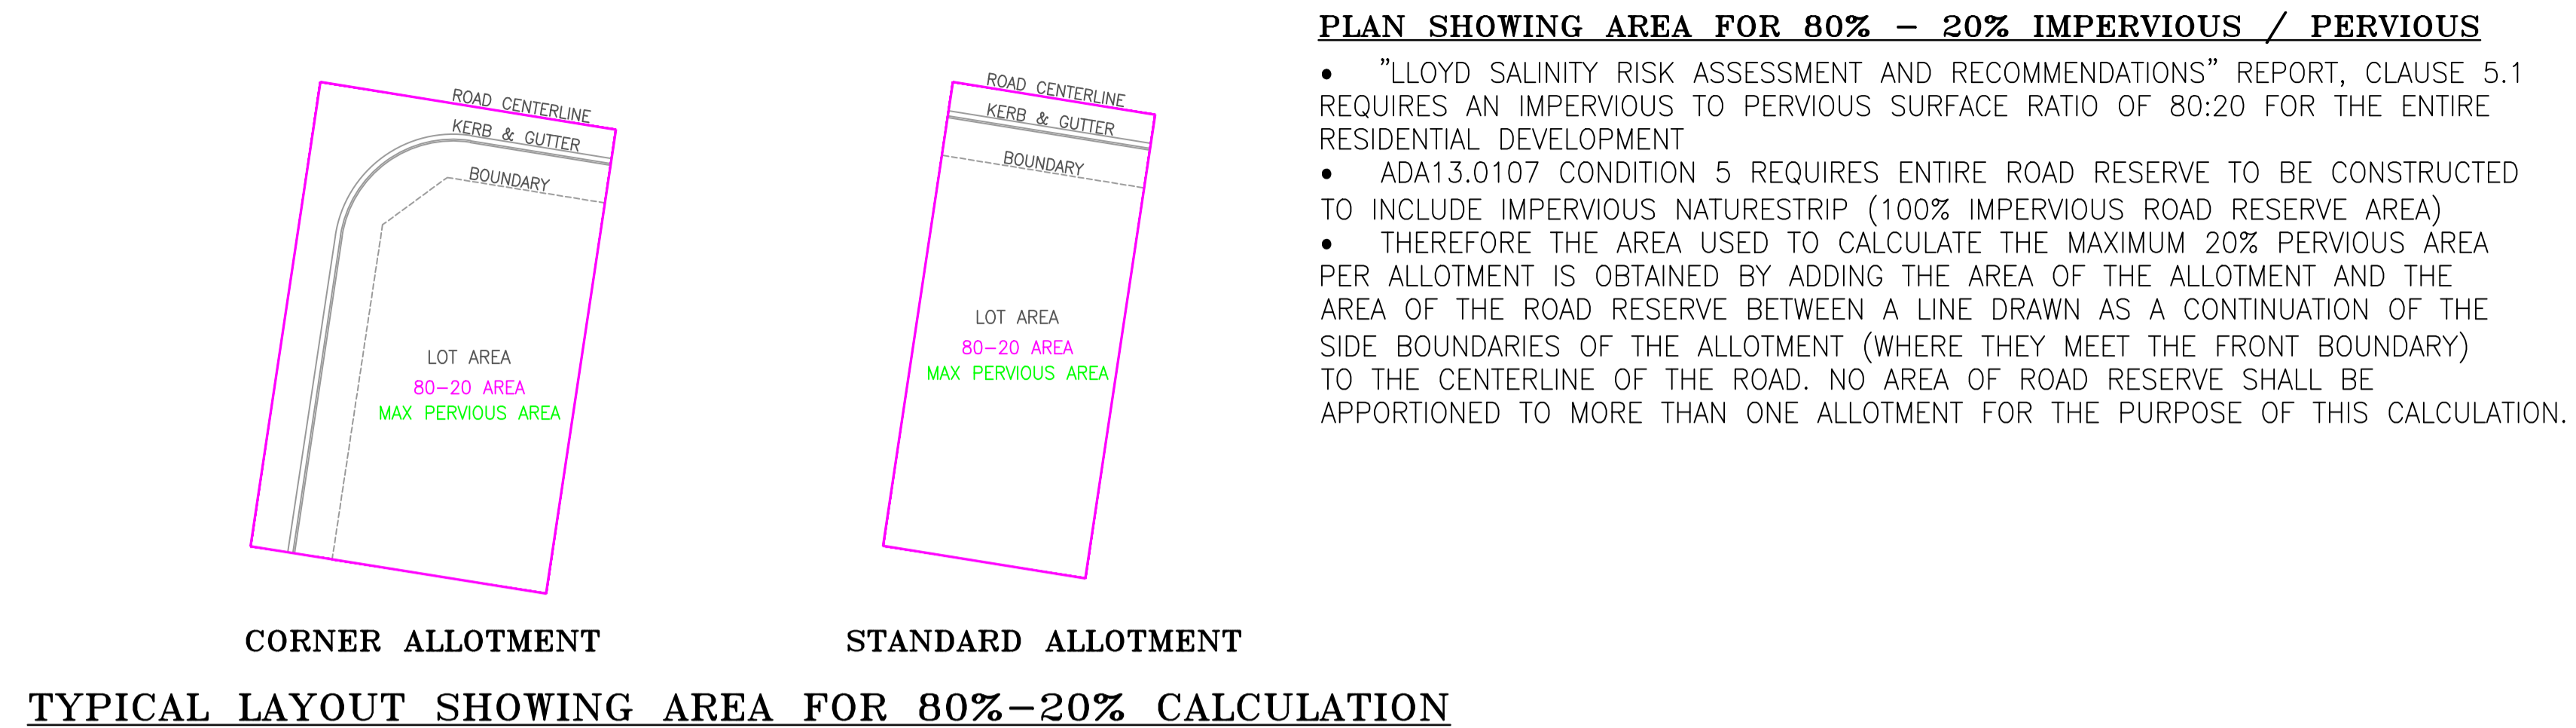 PLAN SHOWING AREA FOR 80% - 20% IMPERVIOUS / PERVIOUS
• "LLOYD SALINITY RISK ASSESSMENT AND RECOMMENDATIONS" REPORT, CLAUSE 5.1
REQUIRES AN IMPERVIOUS TO PERVIOUS SURFACE RATIO OF 80:20 FOR THE ENTIRE
RESIDENTIAL DEVELOPMENT
• ADA13.0107 CONDITION 5 REQUIRES ENTIRE ROAD RESERVE TO BE CONSTRUCTED
TO INCLUDE IMPERVIOUS NATURESTRIP (100% IMPERVIOUS ROAD RESERVE AREA)
• THEREFORE THE AREA USED TO CALCULATE THE MAXIMUM 20% PERVIOUS AREA
PER ALLOTMENT IS OBTAINED BY ADDING THE AREA OF THE ALLOTMENT AND THE
AREA OF THE ROAD RESERVE BETWEEN A LINE DRAWN AS A CONTINUATION OF THE
SIDE BOUNDARIES OF THE ALLOTMENT (WHERE THEY MEET THE FRONT BOUNDARY)
TO THE CENTERLINE OF THE ROAD. NO AREA OF ROAD RESERVE SHALL BE
APPORTIONED TO MORE THAN ONE ALLOTMENT FOR THE PURPOSE OF THIS CALCULATION.
ROAD CENTERLINE
KERB & GUTTER
BOUNDARY
LOT AREA
80-20 AREA
MAX PERVIOUS AREA
CORNER ALLOTMENT
ROAD CENTERLINE
KERB & GUTTER
BOUNDARY
LOT AREA
80-20 AREA
MAX PERVIOUS AREA
STANDARD ALLOTMENT
TYPICAL LAYOUT SHOWING AREA FOR 80%-20% CALCULATION